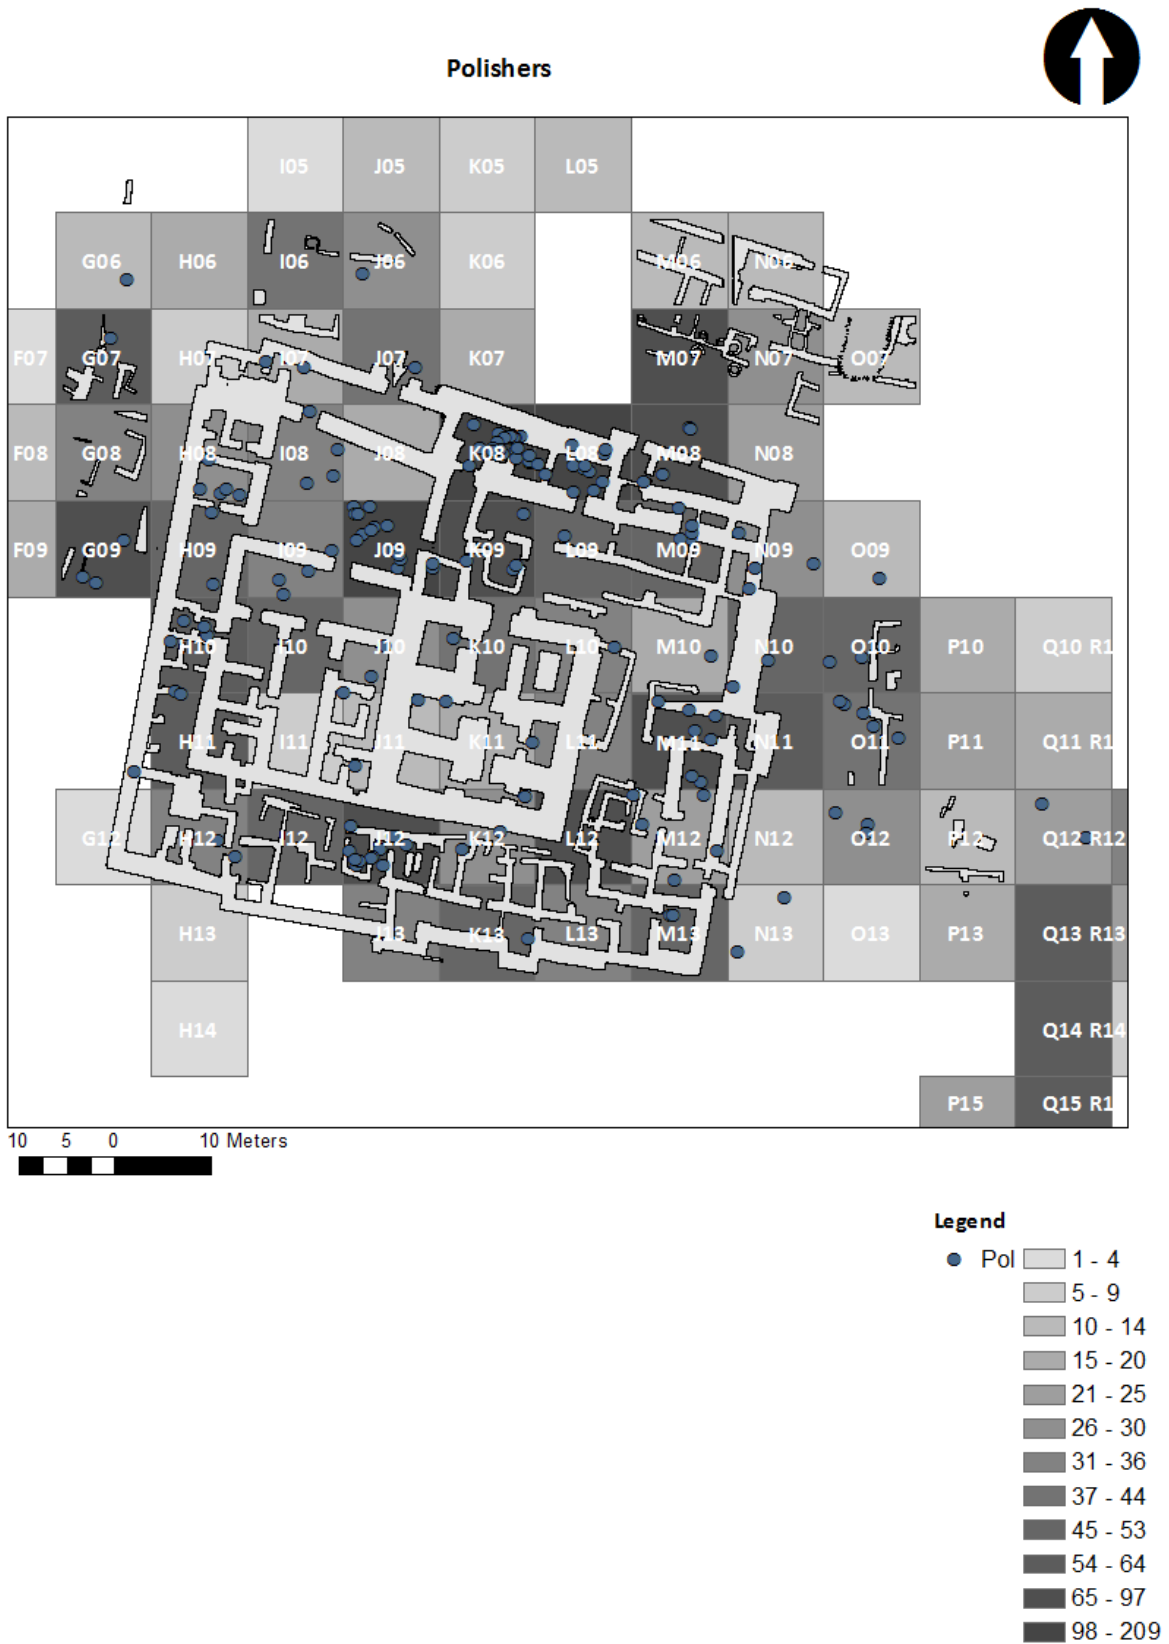 Polishers
I05 J05 K05 L05
G06 H06 I06 J06 K06 M06 N06
F07 G07 H07 I07 J07 K07 M07 N07 O07
F08 G08 H08 I08 J08 K08 L08 M08 N08
F09 G09 H09 I09 J09 K09 L09 M09 N09 O09
H10 I10 J10 K10 L10 M10 N10 O10 P10 Q10 R1
H11 I11 J11 K11 L11 M11 N11 O11 P11 Q11 R1
G12 H12 I12 J12 K12 L12 M12 N12 O12 P12 Q12 R12
H13 J13 K13 L13 M13 N13 O13 P13 Q13 R13
H14 Q14 R14
P15 Q15 R1
10 5 0 10 Meters
Legend
Pol 1 - 4
5 - 9
10 - 14
15 - 20
21 - 25
26 - 30
31 - 36
37 - 44
45 - 53
54 - 64
65 - 97
98 - 209